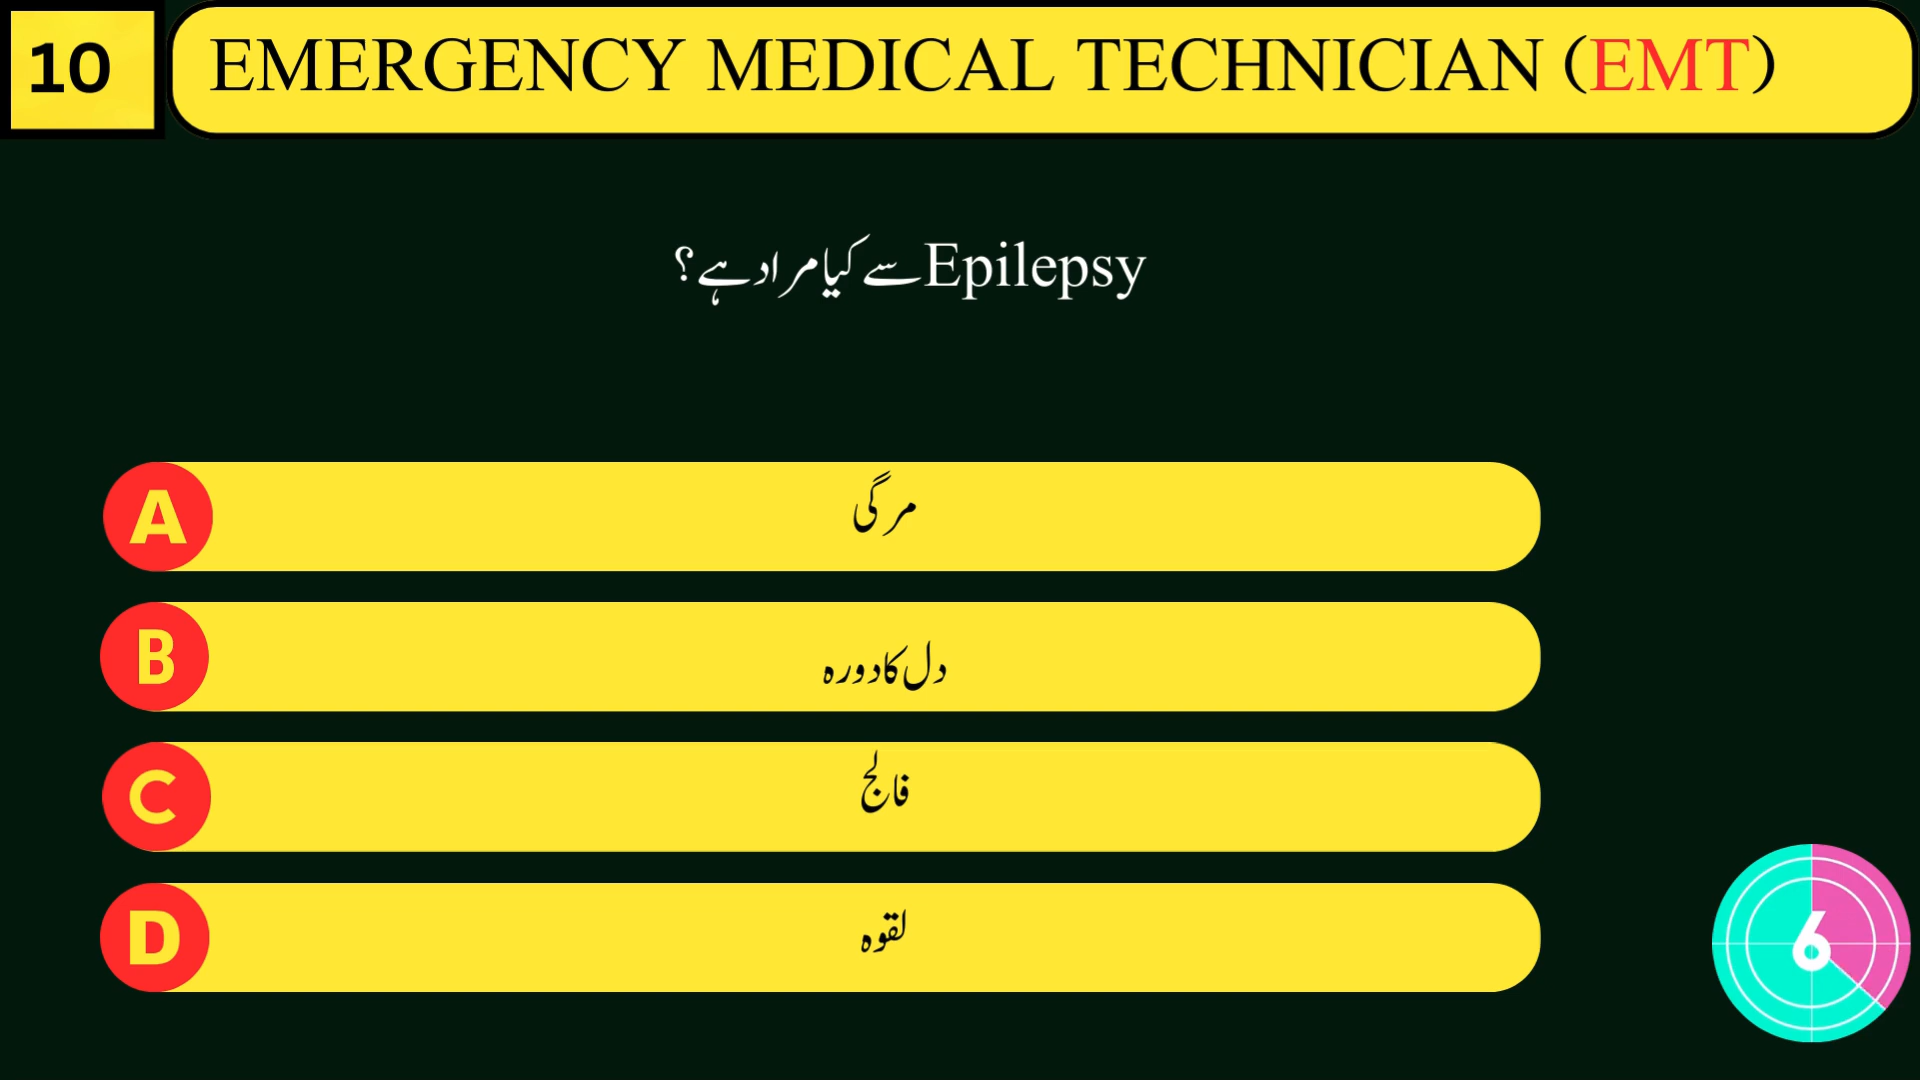 10
EMERGENCY MEDICAL TECHNICIAN (EMT)
Epilepsy سے کیا مراد ہے؟
A
مرگی
B
دل کا دورہ
C
فالج
D
لقوہ
6